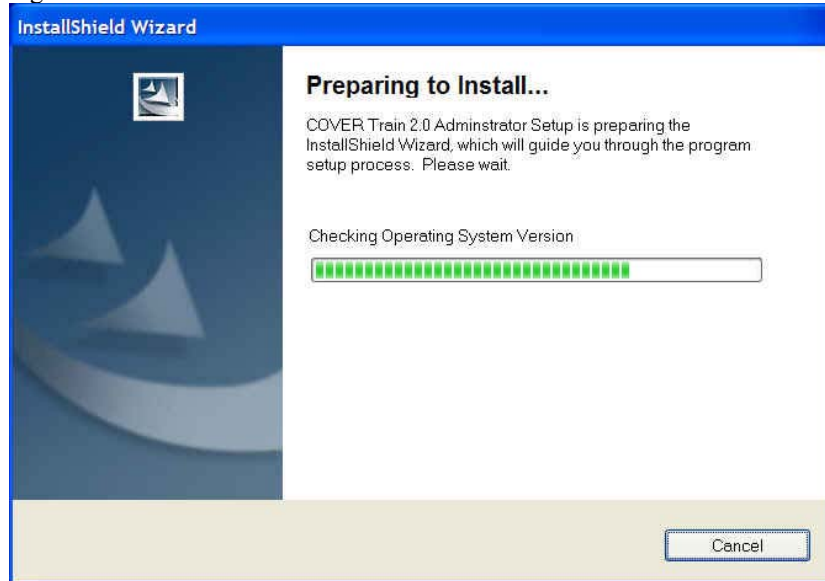 InstallShield Wizard
Preparing to Install...
COVER Train 2.0 Adminstrator Setup is preparing the
InstallShield Wizard, which will guide you through the program
setup process. Please wait.
Checking Operating System Version
Cancel